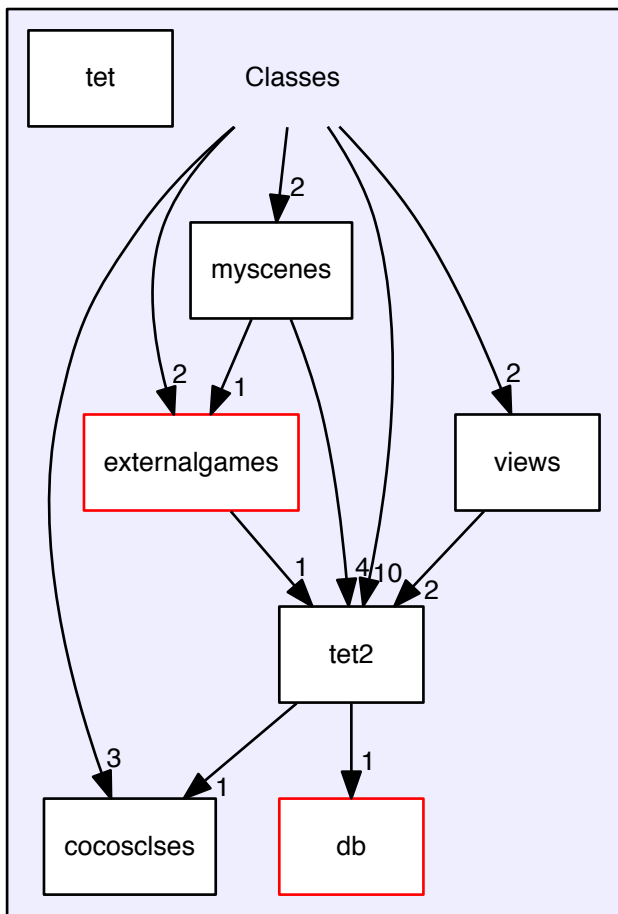 tet
Classes
2
myscenes
2
1
2
externalgames
views
1
4
10
2
tet2
3
1
1
cocosclses
db